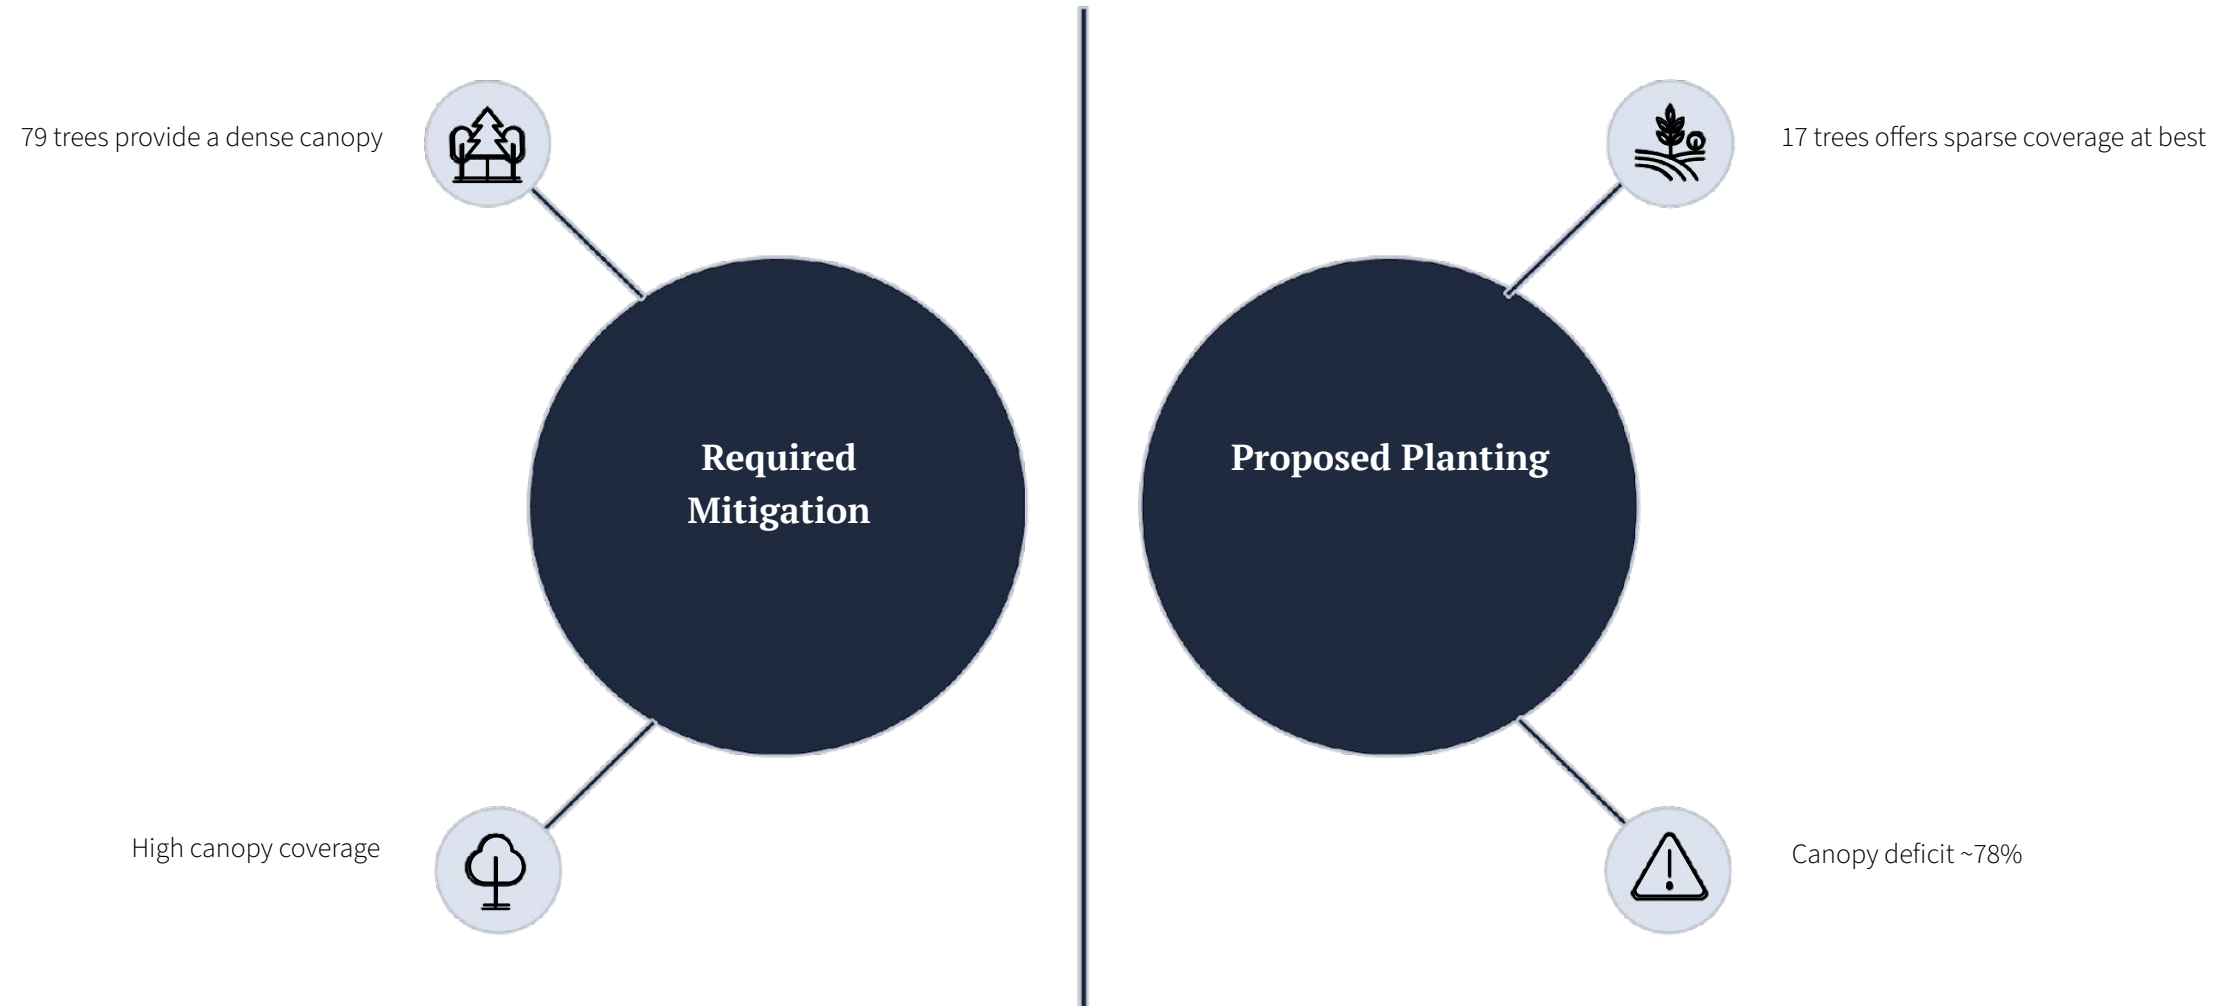 79 trees provide a dense canopy
17 trees offers sparse coverage at best
Required
Mitigation
Proposed Planting
High canopy coverage
Canopy deficit ~78%